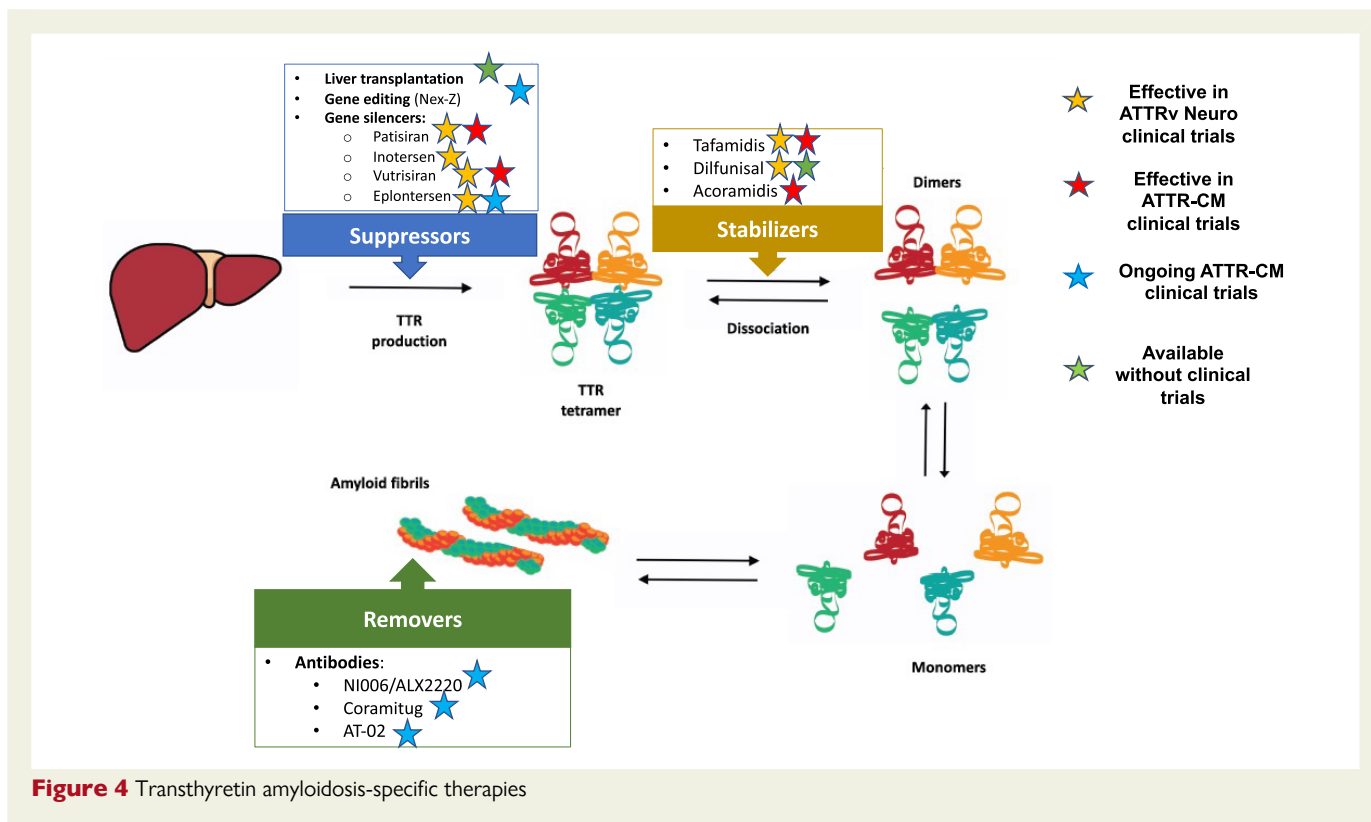 • Liver transplantation
• Gene editing (Nex-Z)
• Gene silencers:
o Patisiran
o Inotersen
o Vutrisiran
o Eplontersen
Suppressors
• Tafamidis
• Dilfunisal
• Acoramidis
Stabilizers
Effective in
ATTRv Neuro
clinical trials
Effective in
ATTR-CM
clinical trials
Ongoing ATTR-CM
clinical trials
Available
without clinical
trials
TTR
production
TTR
tetramer
Dissociation
Dimers
Monomers
Amyloid fibrils
Removers
• Antibodies:
• NI006/ALX2220
• Coramitug
• AT-02
Figure 4 Transthyretin amyloidosis-specific therapies